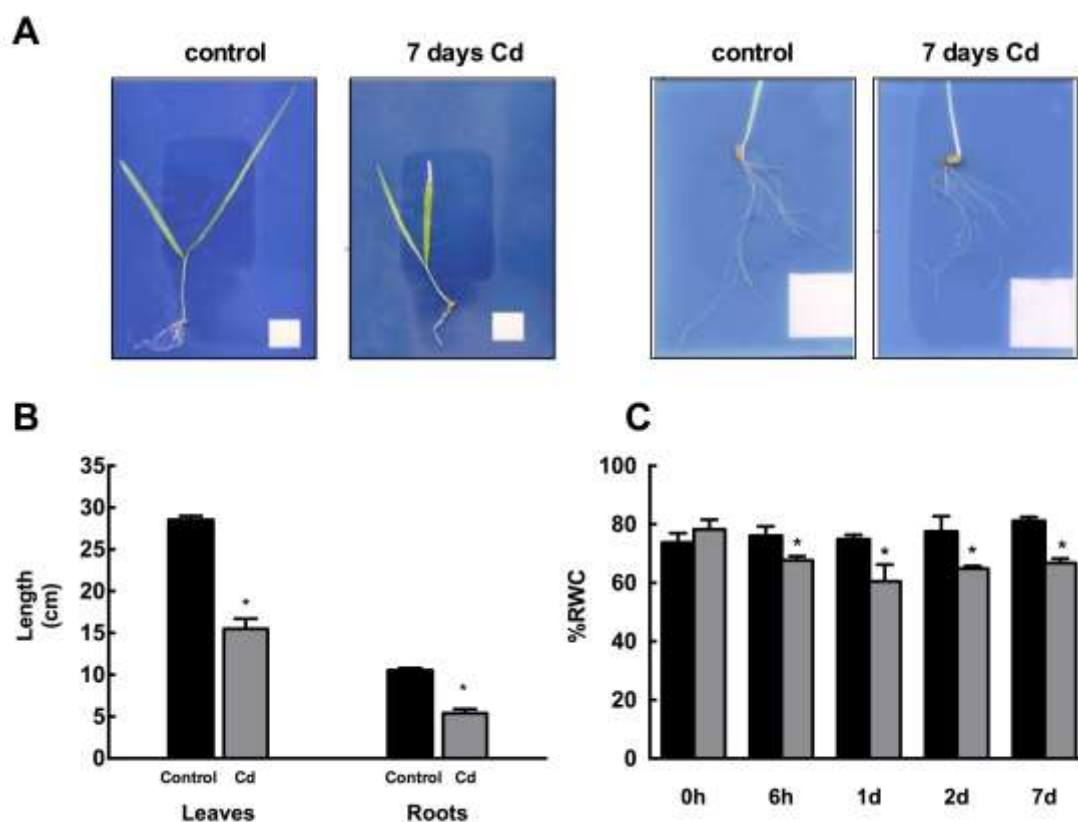 A
control 7 days Cd control 7 days Cd
B
Length
(cm)
35
30
25
20
15
10
5
0
*
*
Control Cd Control Cd
Leaves Roots
C
%RWC
100
80
60
40
20
0
* * * *
0h 6h 1d 2d 7d